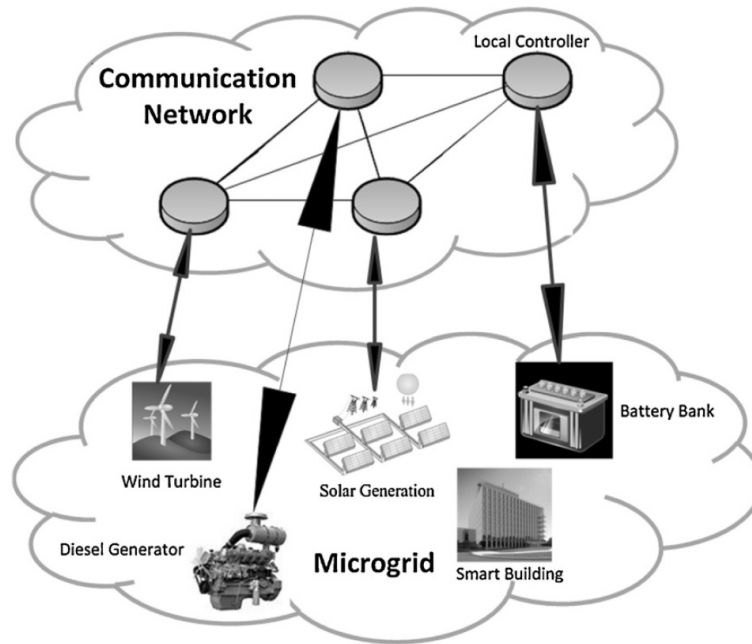 Local Controller
Communication
Network
Battery Bank
Wind Turbine
Solar Generation
Diesel Generator
Microgrid
Smart Building